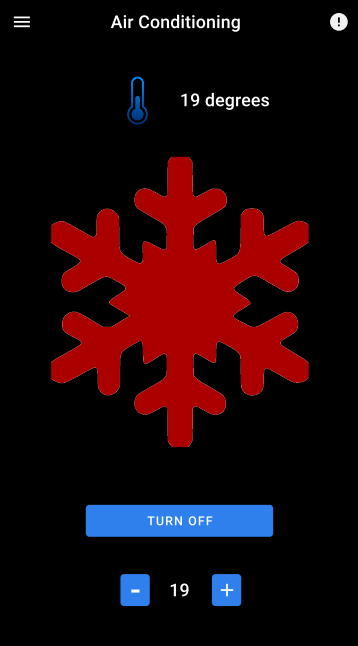 Air Conditioning
19 degrees
TURN OFF
- 19 +